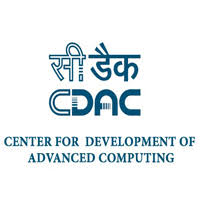 सी डैक
CDAC
CENTER FOR DEVELOPMENT OF
ADVANCED COMPUTING